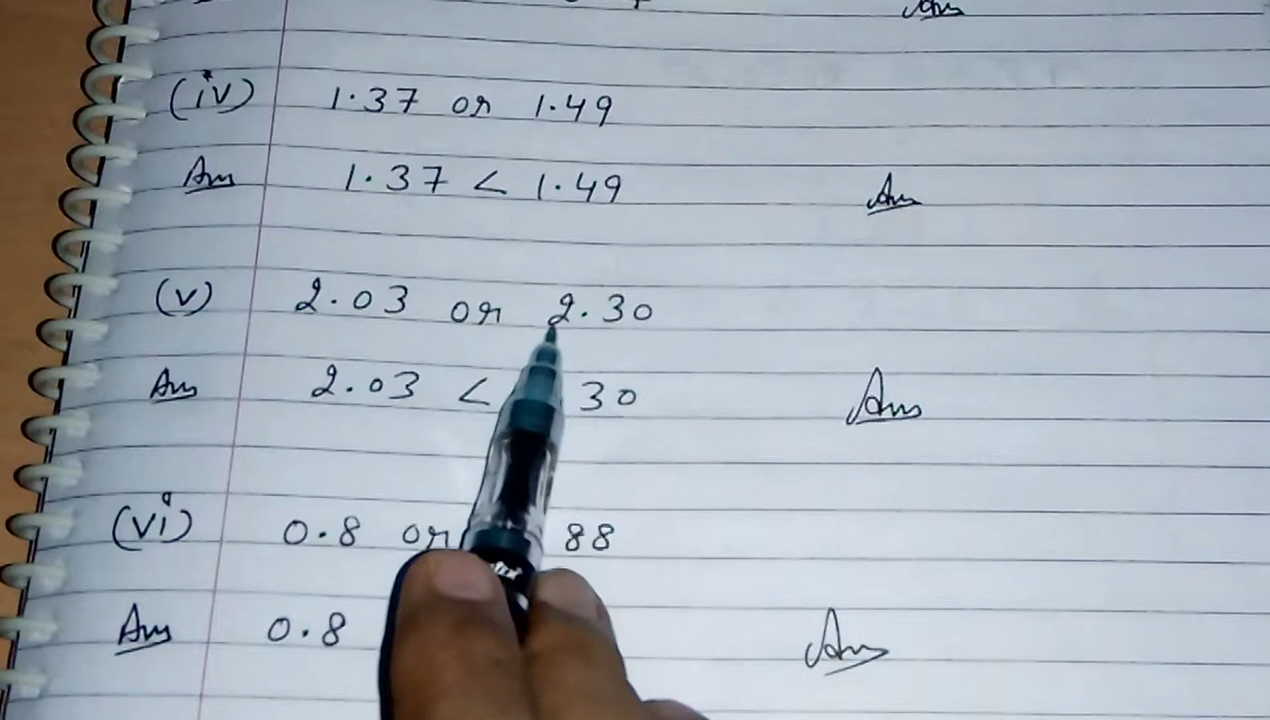 Ans
(iv) 1.37 or 1.49
Ans 1.37 < 1.49 Ans
(v) 2.03 or 2.30
Ans 2.03 < 30 Ans
(vi) 0.8 or 88
Ans 0.8 Ans